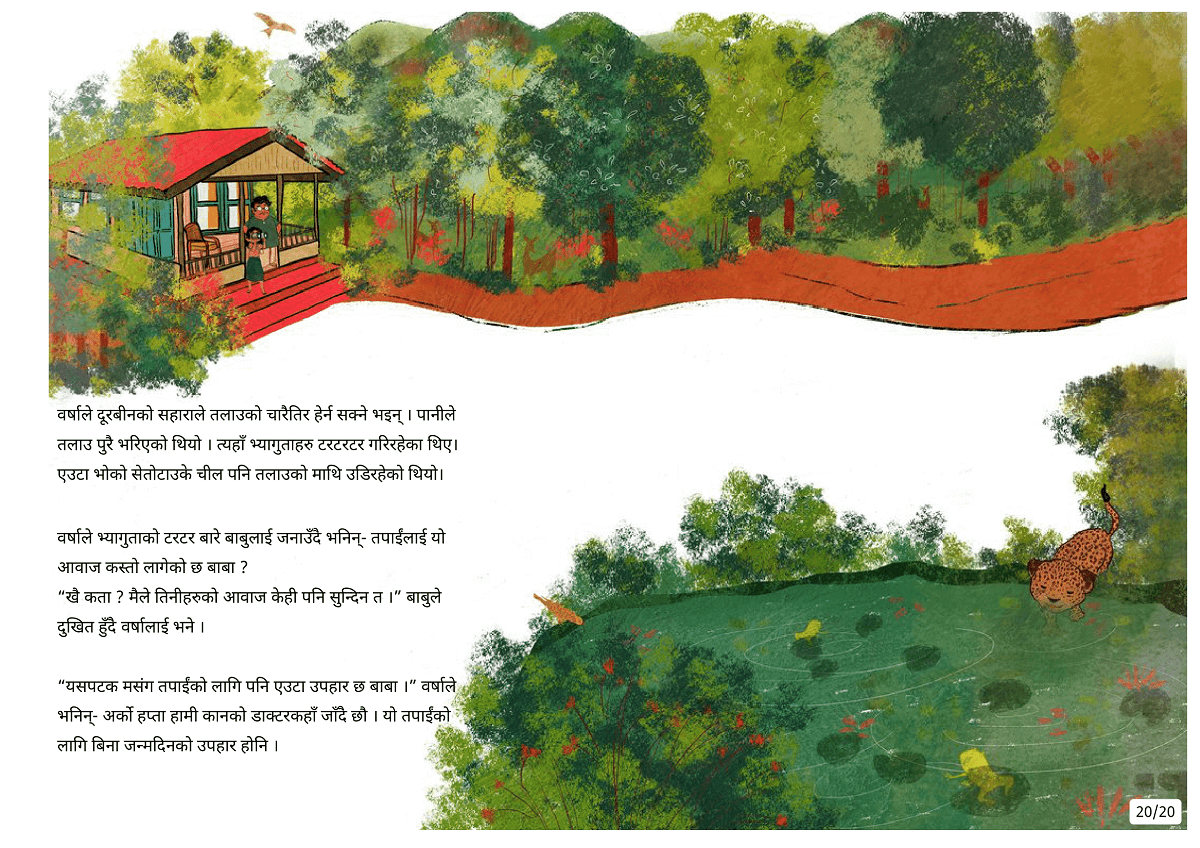 वर्षाले दूरबीनको सहाराले तलाउको चारैतिर हेर्न सक्ने भइन् । पानीले
तलाउ पुरै भरिएको थियो । त्यहाँ भ्यागुताहरु टरटरटर गरिरहेका थिए।
एउटा भोको सेतोटाउके चील पनि तलाउको माथि उडिरहेको थियो।
वर्षाले भ्यागुताको टरटर बारे बाबुलाई जनाउँदै भनिन्- तपाईंलाई यो
आवाज कस्तो लागेको छ बाबा ?
“खै कता ? मैले तिनीहरुको आवाज केही पनि सुन्दिन त ।” बाबुले
दुखित हुँदै वर्षालाई भने ।
“यसपटक मसंग तपाईंको लागि पनि एउटा उपहार छ बाबा ।” वर्षाले
भनिन्- अर्को हप्ता हामी कानको डाक्टरकहाँ जाँदै छौ । यो तपाईंको
लागि बिना जन्मदिनको उपहार होनि ।
20/20